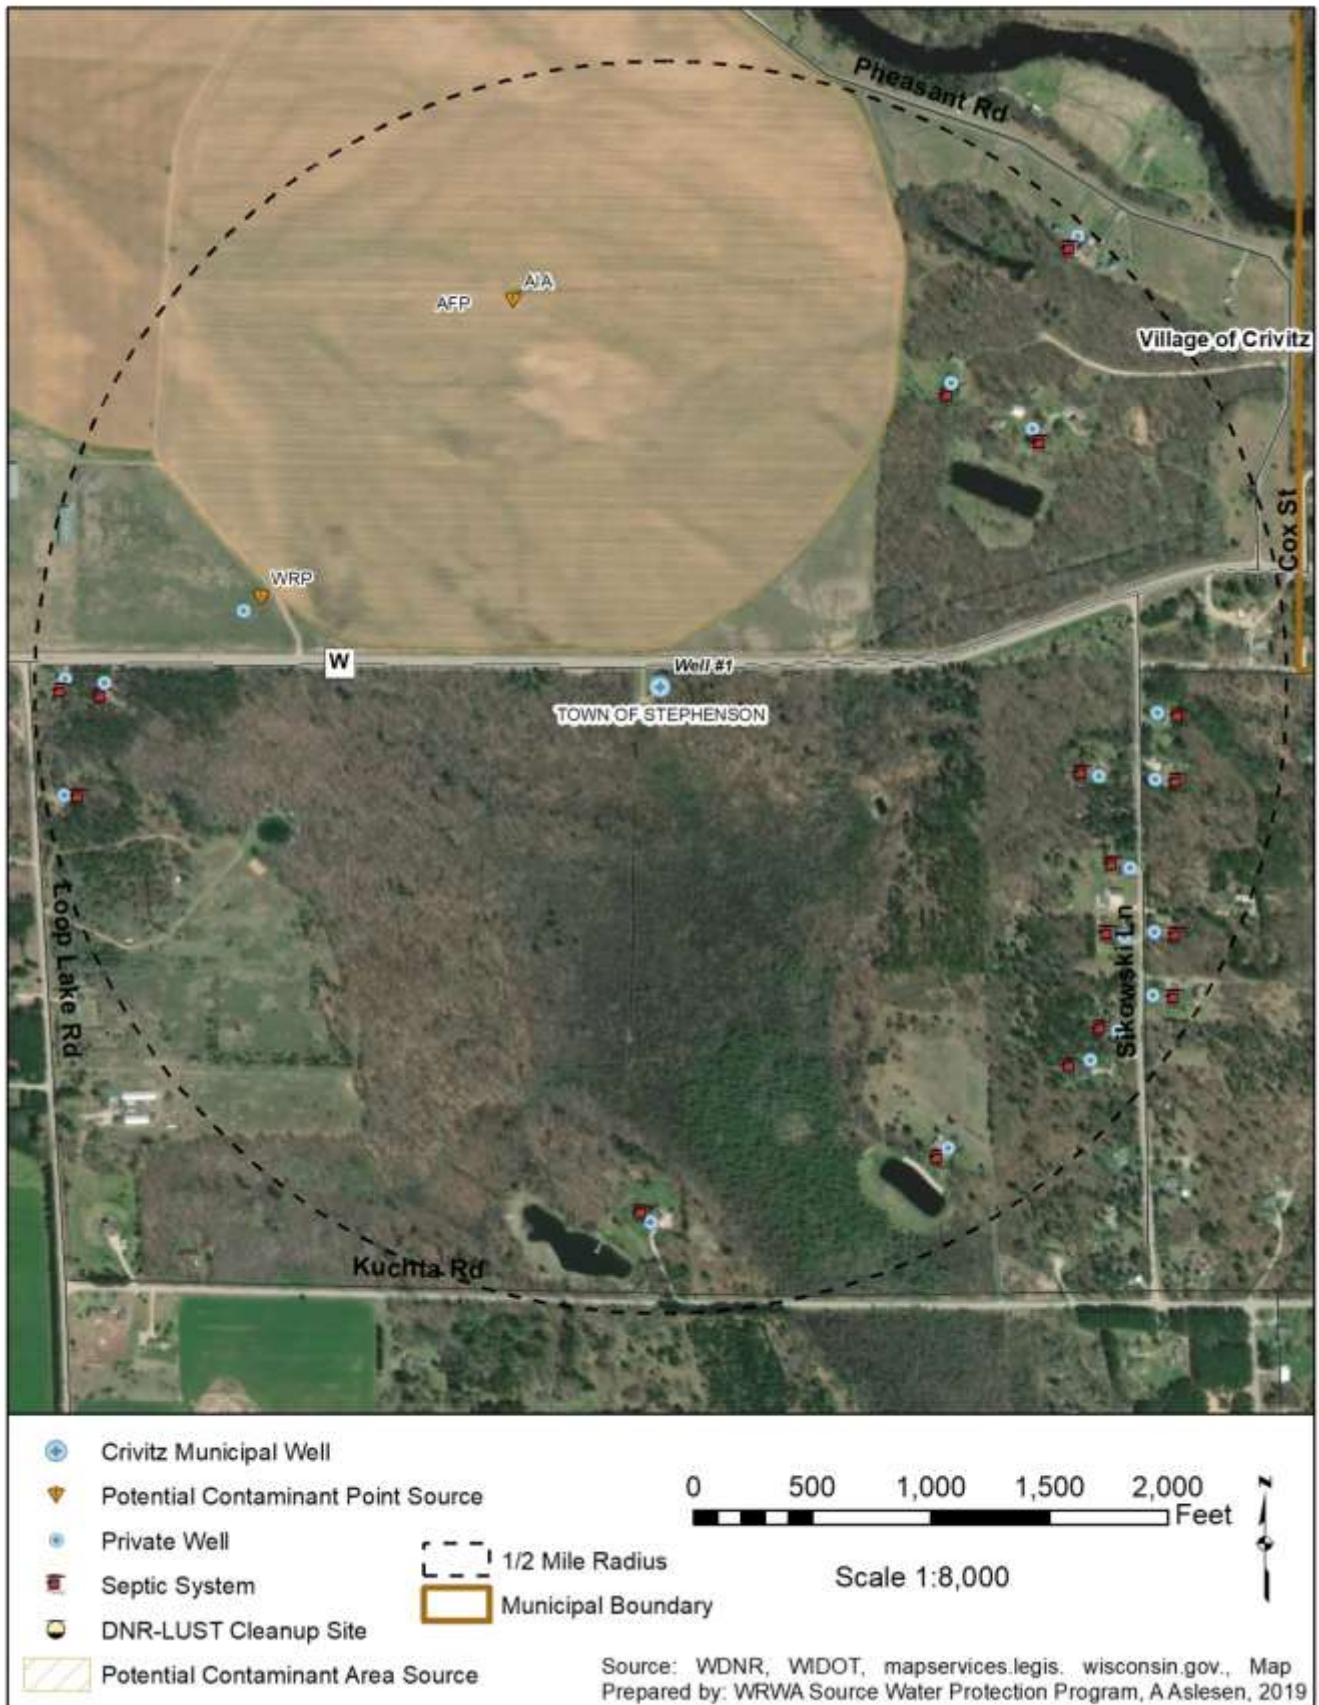 Pheasant Rd
AIA
AFP
Village of Crivitz
Cox St
WRP
W
Well #1
TOWN OF STEPHENSON
Loop Lake Rd
Sikowski Ln
Kuchta Rd
Crivitz Municipal Well
Potential Contaminant Point Source
Private Well
Septic System
DNR-LUST Cleanup Site
Potential Contaminant Area Source
1/2 Mile Radius
Municipal Boundary
0 500 1,000 1,500 2,000
Feet
Scale 1:8,000
N
Source: WDNR, WIDOT, mapservices.legis. wisconsin.gov., Map
Prepared by: WRWA Source Water Protection Program, A Aslesen, 2019